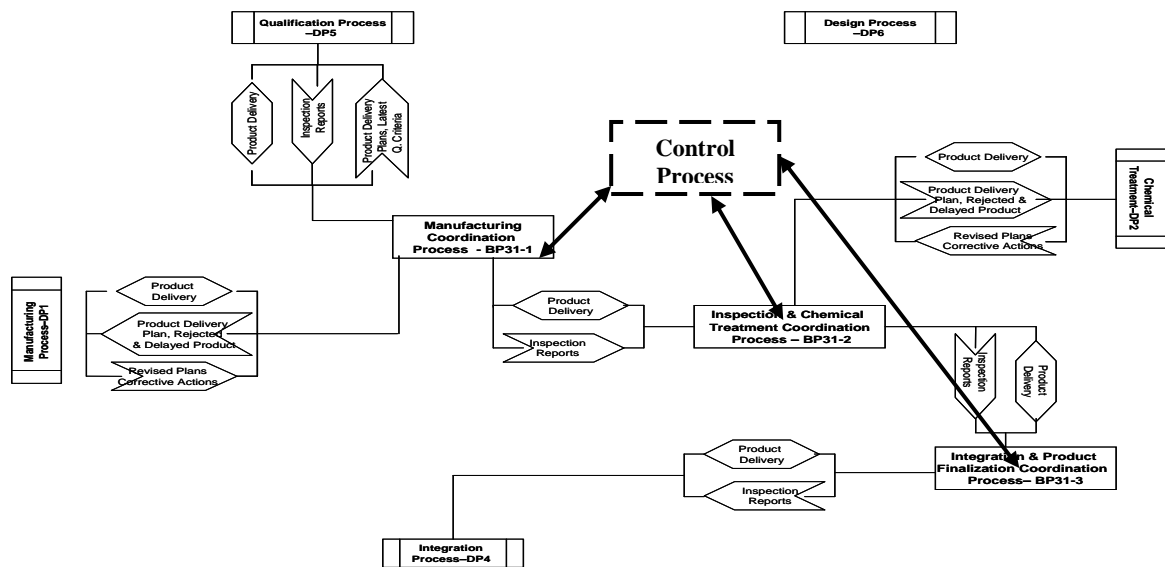 Qualification Process
–DP5
Design Process
–DP6
Product Delivery
Inspection
Reports
Product Delivery
Plans, Latest
Q. Criteria
Control
Process
Product Delivery
Product Delivery
Plan, Rejected &
Delayed Product
Revised Plans
Corrective Actions
Chemical
Treatment–DP2
Manufacturing
Coordination
Process - BP31-1
Manufacturing
Process–DP1
Product
Delivery
Product Delivery
Plan, Rejected
& Delayed Product
Revised Plans
Corrective Actions
Product
Delivery
Inspection
Reports
Inspection & Chemical
Treatment Coordination
Process – BP31-2
Inspection
Reports
Product
Delivery
Integration & Product
Finalization Coordination
Process– BP31-3
Product
Delivery
Inspection
Reports
Integration
Process–DP4